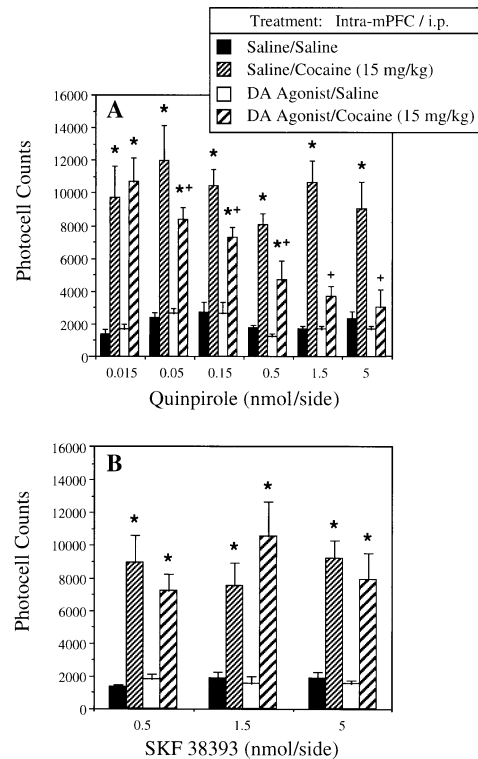 Treatment: Intra-mPFC / i.p.
Saline/Saline
Saline/Cocaine (15 mg/kg)
DA Agonist/Saline
DA Agonist/Cocaine (15 mg/kg)
A
16000
14000
12000
10000
8000
6000
4000
2000
0
Photocell Counts
* * * *+ * *+ * *+ * + * +
0.015 0.05 0.15 0.5 1.5 5
Quinpirole (nmol/side)
B
16000
14000
12000
10000
8000
6000
4000
2000
0
Photocell Counts
* * * * * *
0.5 1.5 5
SKF 38393 (nmol/side)